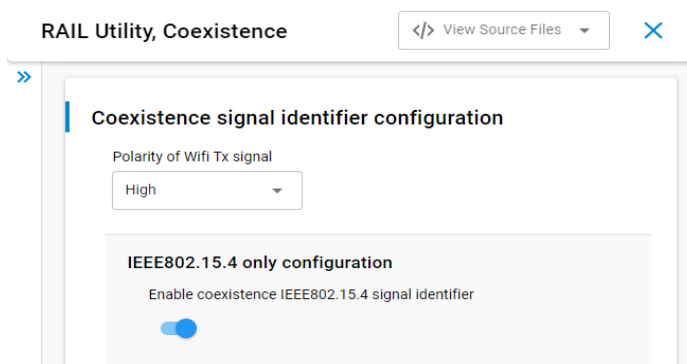 RAIL Utility, Coexistence
</> View Source Files
Coexistence signal identifier configuration
Polarity of Wifi Tx signal
High
IEEE802.15.4 only configuration
Enable coexistence IEEE802.15.4 signal identifier